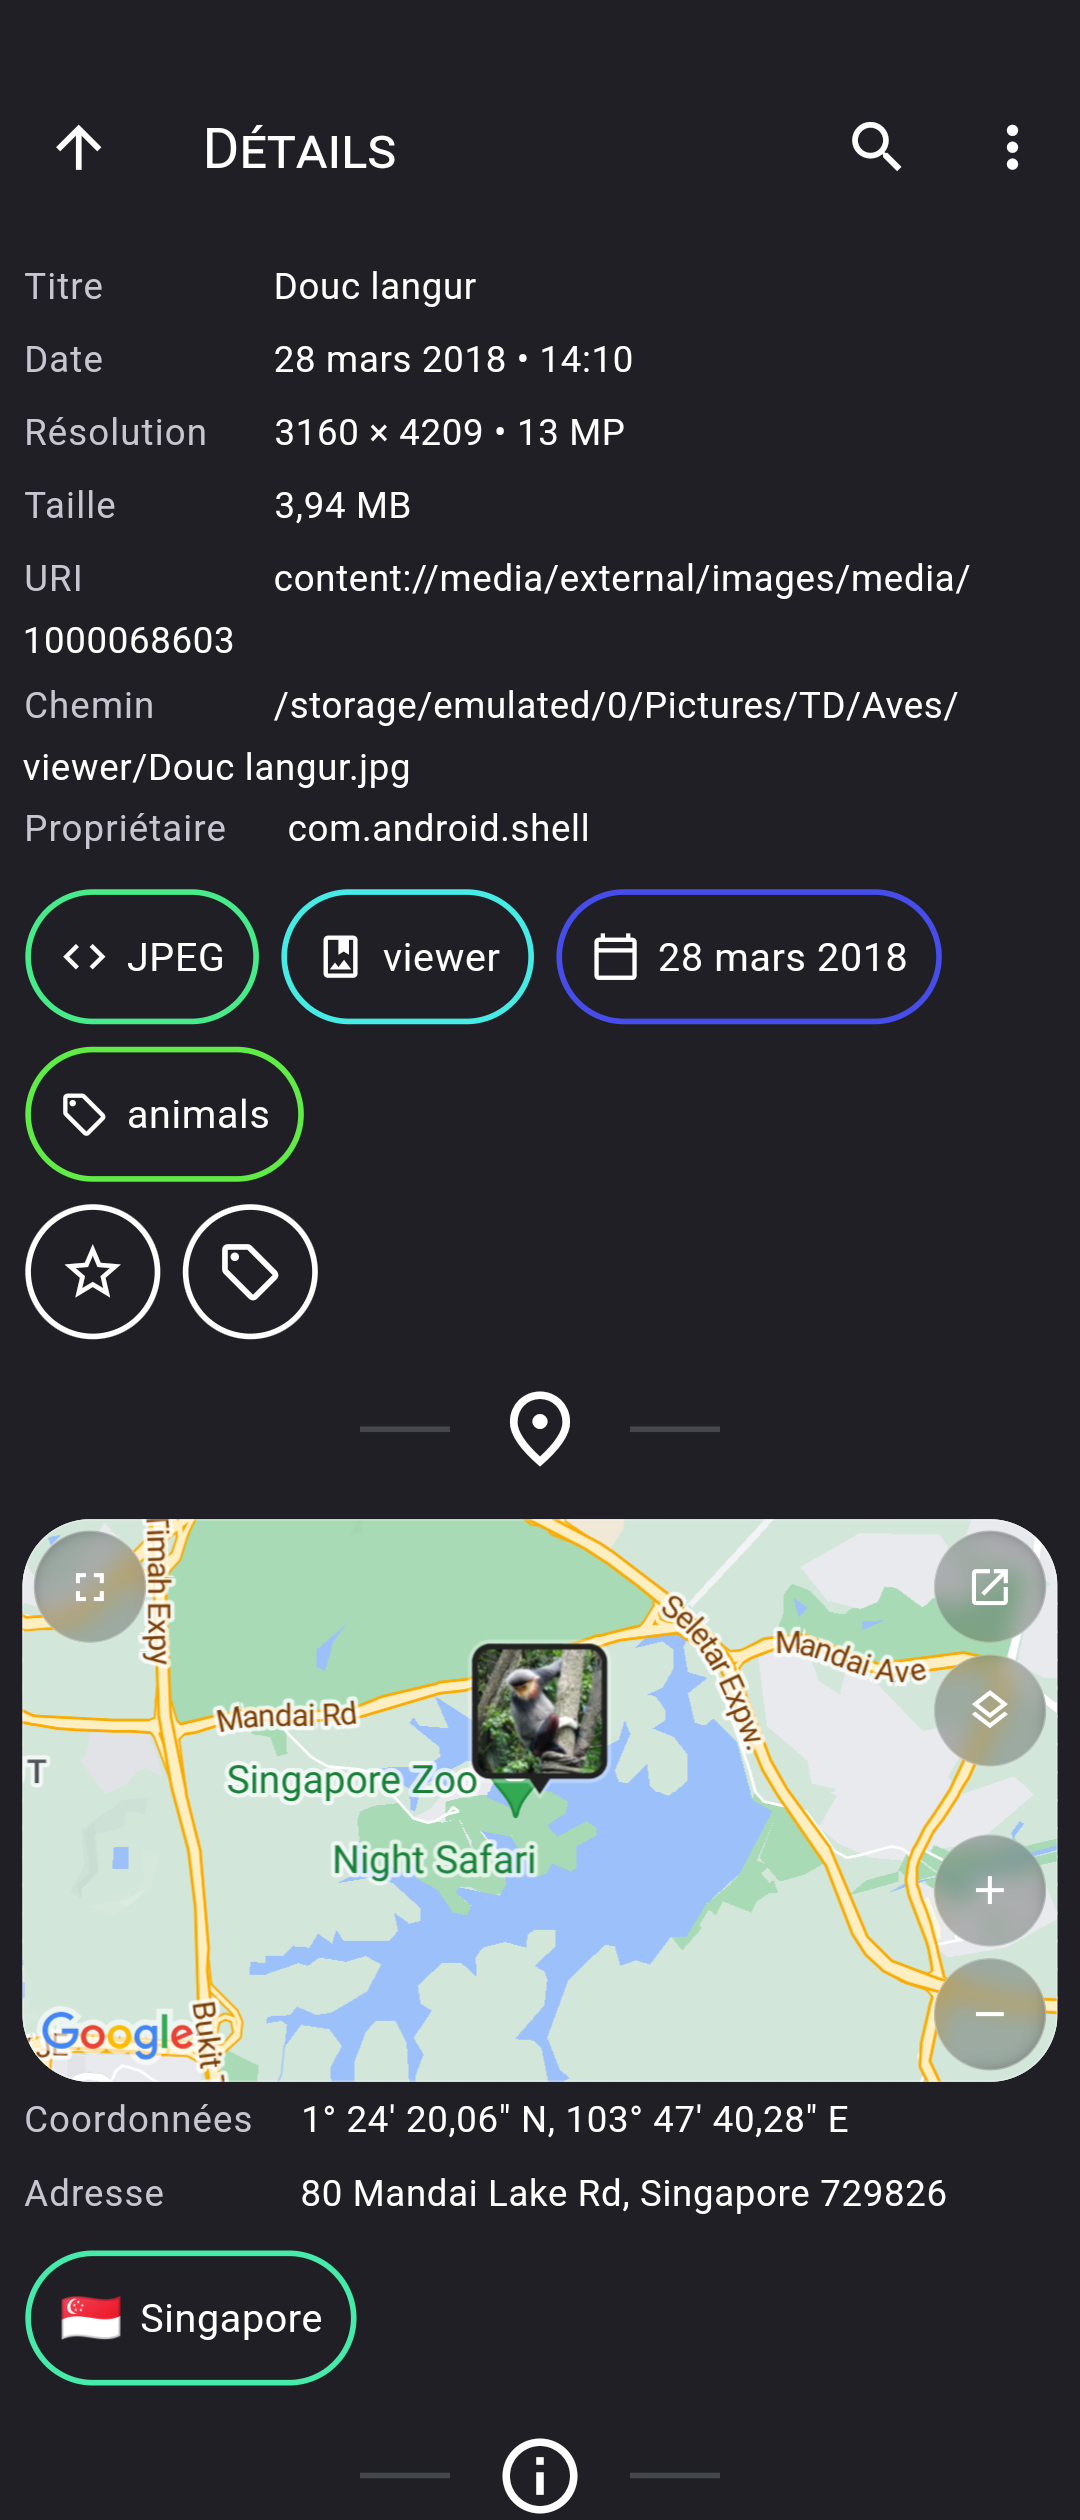 DÉTAILS
Titre Douc langur
Date 28 mars 2018 • 14:10
Résolution 3160 × 4209 • 13 MP
Taille 3,94 MB
URI content://media/external/images/media/
1000068603
Chemin /storage/emulated/0/Pictures/TD/Aves/
viewer/Douc langur.jpg
Propriétaire com.android.shell
JPEG viewer 28 mars 2018
animals
Timah Expy
Seletar Expw.
Mandai Ave
Mandai Rd
T
Singapore Zoo
Night Safari
Google
Bukit
Coordonnées 1° 24' 20,06" N, 103° 47' 40,28" E
Adresse 80 Mandai Lake Rd, Singapore 729826
Singapore